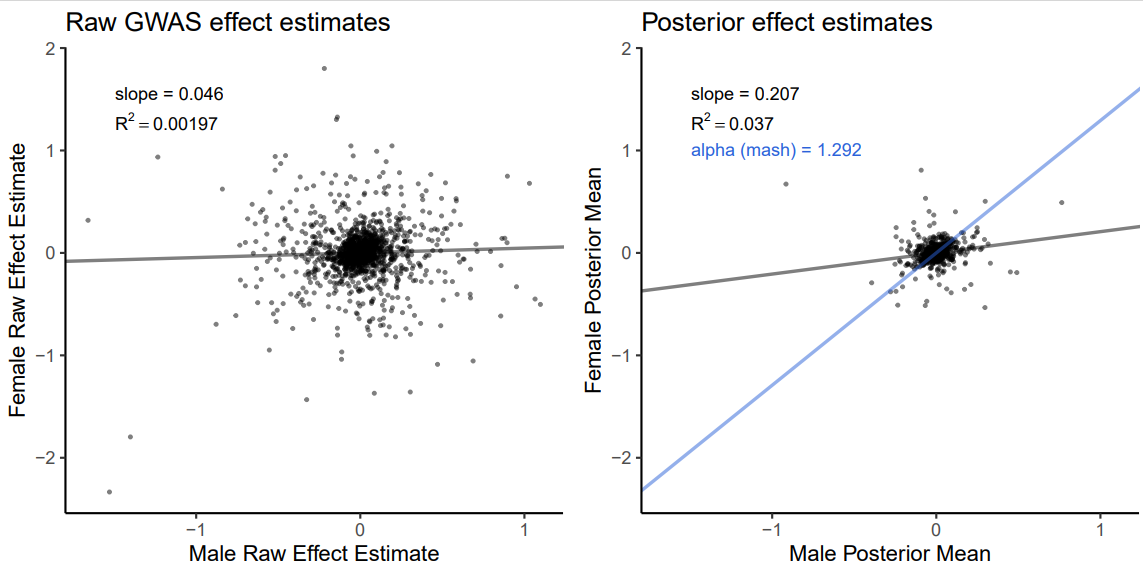 Raw GWAS effect estimates
slope = 0.046
R² = 0.00197
2
1
0
−1
−2
Female Raw Effect Estimate
−1 0 1
Male Raw Effect Estimate
Posterior effect estimates
slope = 0.207
R² = 0.037
alpha (mash) = 1.292
2
1
0
−1
−2
Female Posterior Mean
−1 0 1
Male Posterior Mean